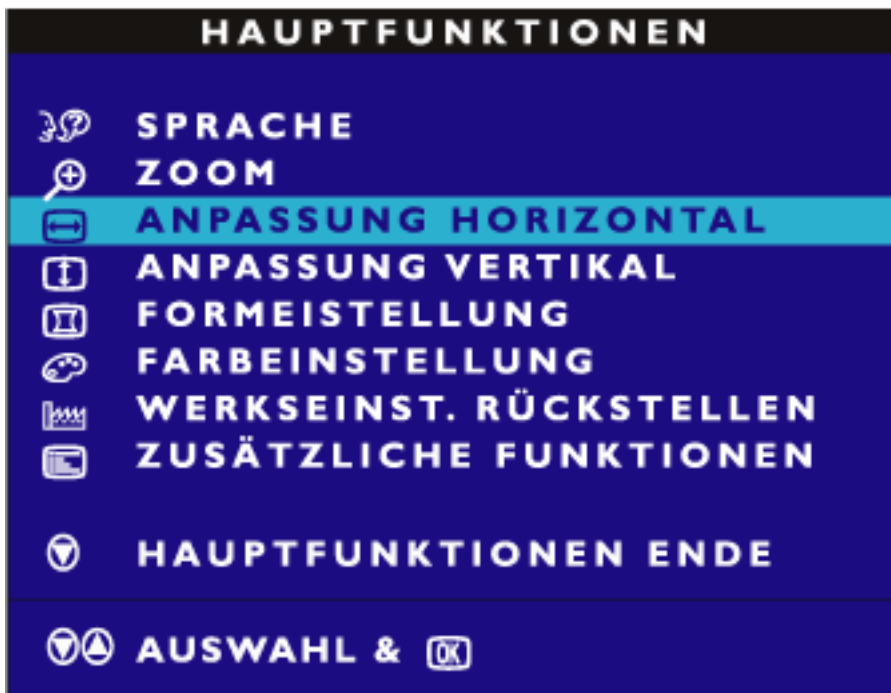 HAUPTFUNKTIONEN
SPRACHE
ZOOM
ANPASSUNG HORIZONTAL
ANPASSUNG VERTIKAL
FORMEISTELLUNG
FARBEINSTELLUNG
WERKSEINST. RÜCKSTELLEN
ZUSÄTZLICHE FUNKTIONEN
HAUPTFUNKTIONEN ENDE
AUSWAHL & OK